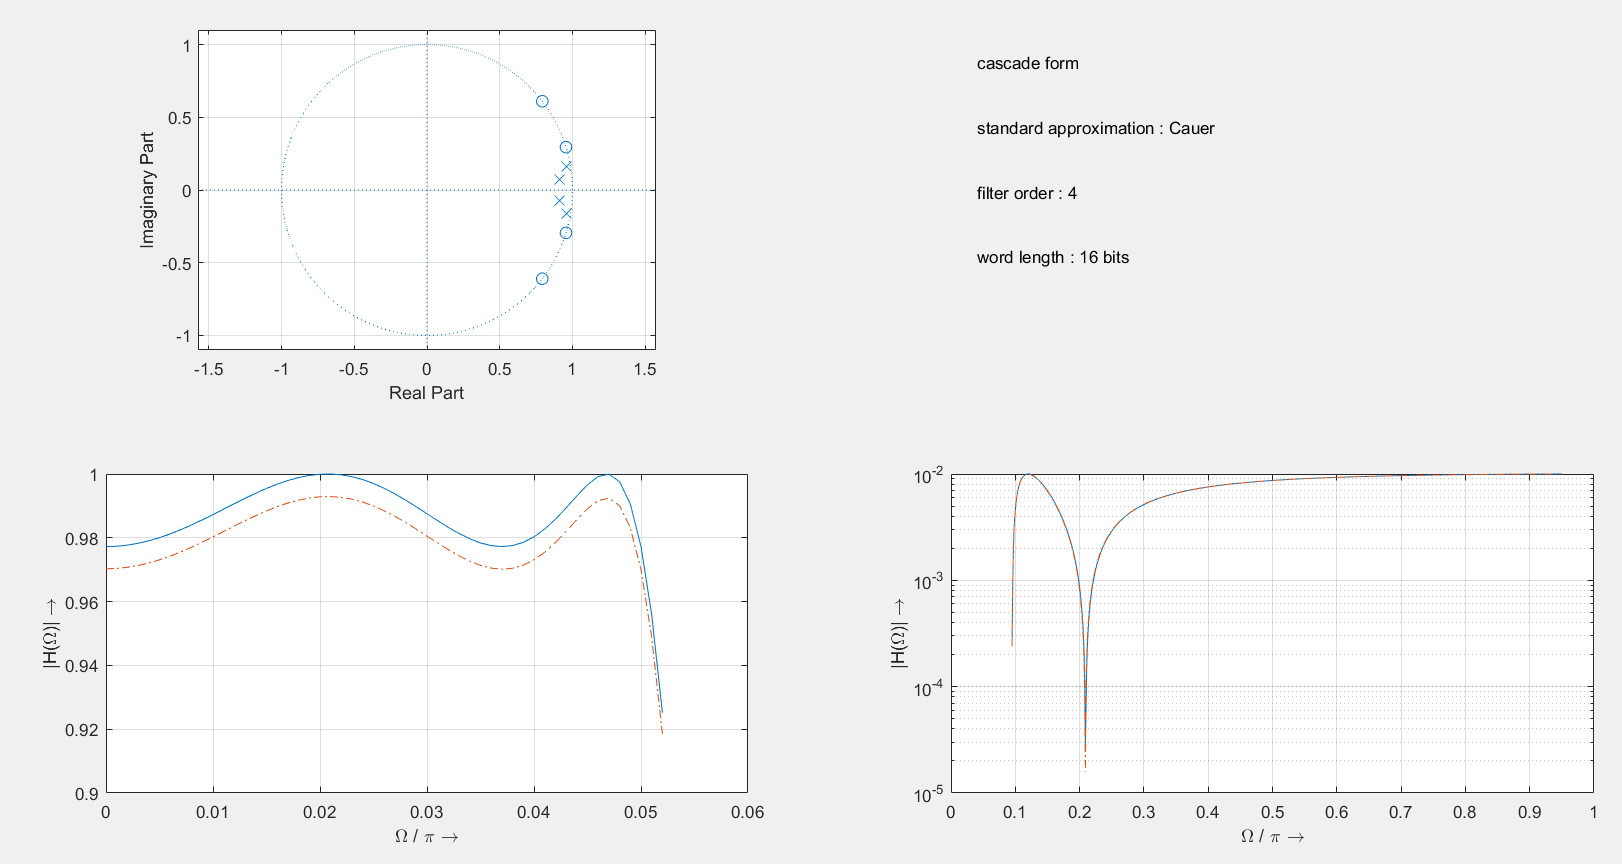 1
0.5
0
-0.5
-1
Imaginary Part
-1.5 -1 -0.5 0 0.5 1 1.5
Real Part
cascade form
standard approximation : Cauer
filter order : 4
word length : 16 bits
1
0.98
0.96
0.94
0.92
0.9
|H(Ω)| →
0 0.01 0.02 0.03 0.04 0.05 0.06
Ω / π →
10^-2
10^-3
10^-4
10^-5
|H(Ω)| →
0 0.1 0.2 0.3 0.4 0.5 0.6 0.7 0.8 0.9 1
Ω / π →